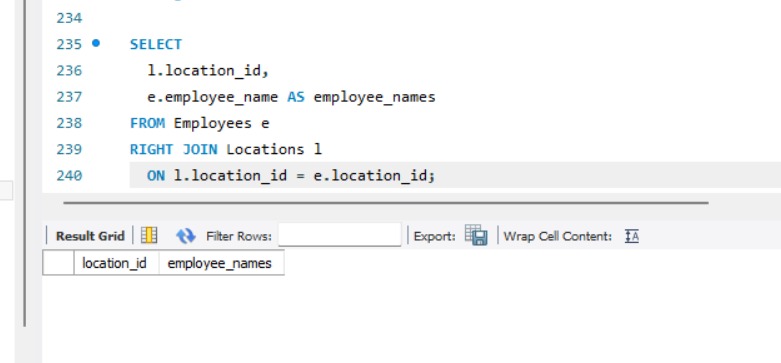 234
235 SELECT
236 l.location_id,
237 e.employee_name AS employee_names
238 FROM Employees e
239 RIGHT JOIN Locations l
240 ON l.location_id = e.location_id;
Result Grid Filter Rows: Export: Wrap Cell Content: IA
location_id employee_names